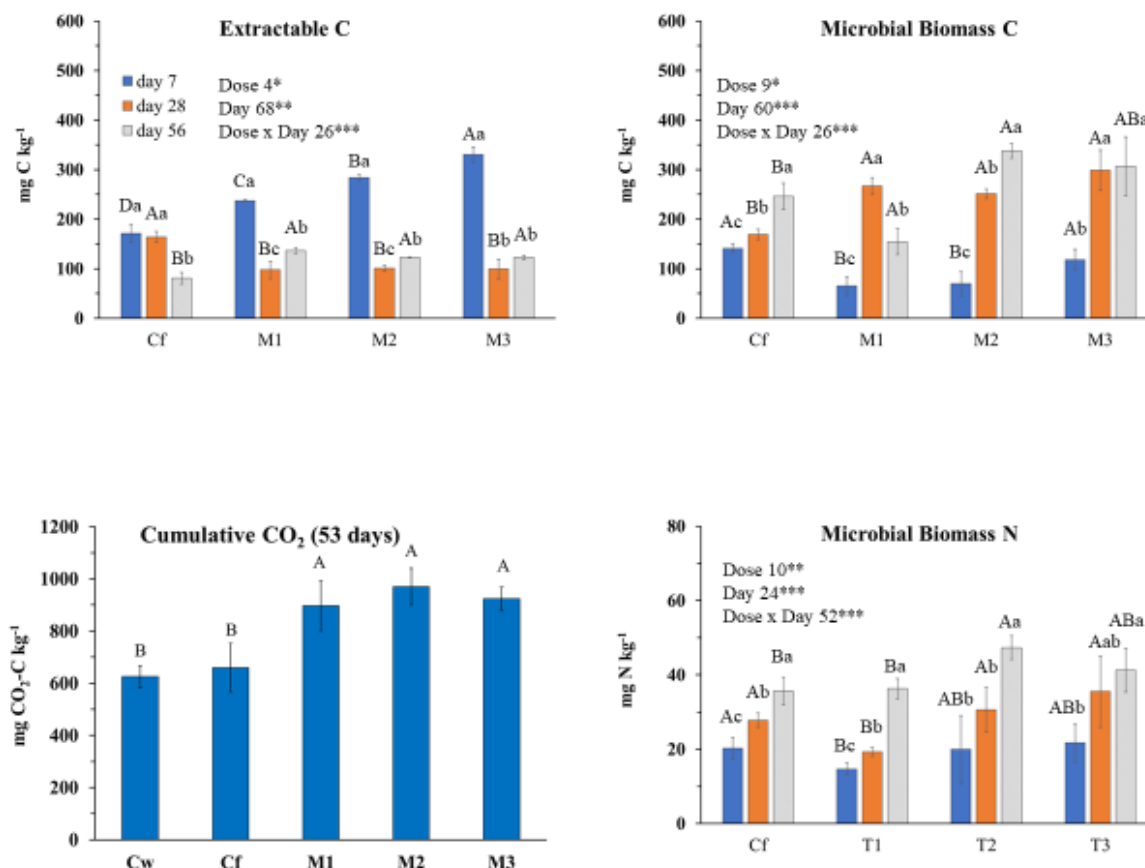 Extractable C
600
500
400
300
200
100
0
mg C kg⁻¹
day 7
day 28
day 56
Dose 4*
Day 68**
Dose x Day 26***
Da
Aa
Bb
Ca
Bc
Ab
Ba
Bc
Ab
Aa
Bb
Ab
Cf
M1
M2
M3
Microbial Biomass C
600
500
400
300
200
100
0
mg C kg⁻¹
Dose 9*
Day 60***
Dose x Day 26***
Ac
Bb
Ba
Bc
Aa
Ab
Bc
Ab
Aa
Ac
Aa
ABa
Cf
M1
M2
M3
Cumulative CO₂ (53 days)
1200
1000
800
600
400
200
0
mg CO₂-C kg⁻¹
B
B
A
A
A
Cw
Cf
M1
M2
M3
Microbial Biomass N
80
60
40
20
0
mg N kg⁻¹
Dose 10**
Day 24***
Dose x Day 52***
Ac
Ab
Ba
Bc
Bb
Ba
ABb
Ab
Aa
ABb
Aab
ABa
Cf
T1
T2
T3